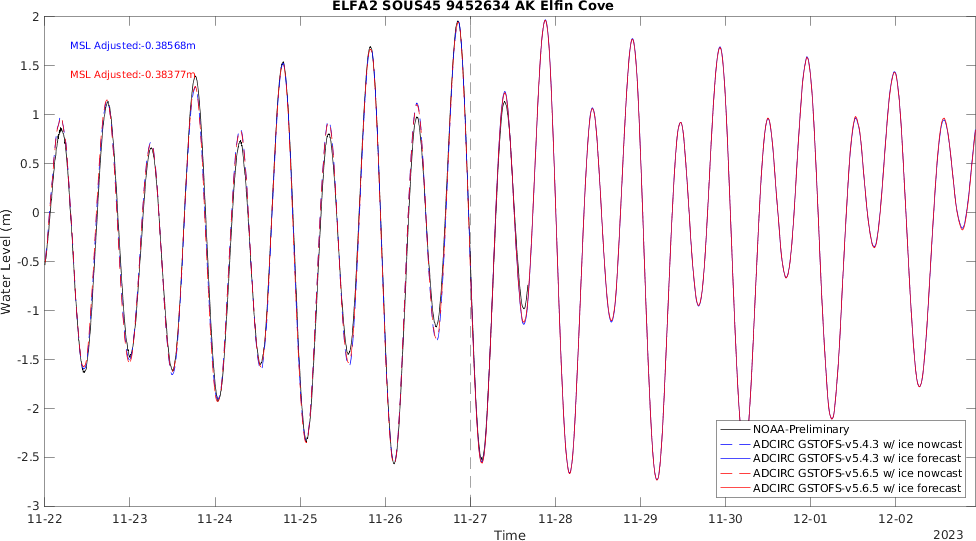 ELFA2 SOUS45 9452634 AK Elfin Cove
MSL Adjusted:-0.38568m
MSL Adjusted:-0.38377m
Water Level (m)
2
1.5
1
0.5
0
-0.5
-1
-1.5
-2
-2.5
-3
NOAA-Preliminary
ADCIRC GSTOFS-v5.4.3 w/ ice nowcast
ADCIRC GSTOFS-v5.4.3 w/ ice forecast
ADCIRC GSTOFS-v5.6.5 w/ ice nowcast
ADCIRC GSTOFS-v5.6.5 w/ ice forecast
11-22 11-23 11-24 11-25 11-26 11-27 11-28 11-29 11-30 12-01 12-02
Time
2023